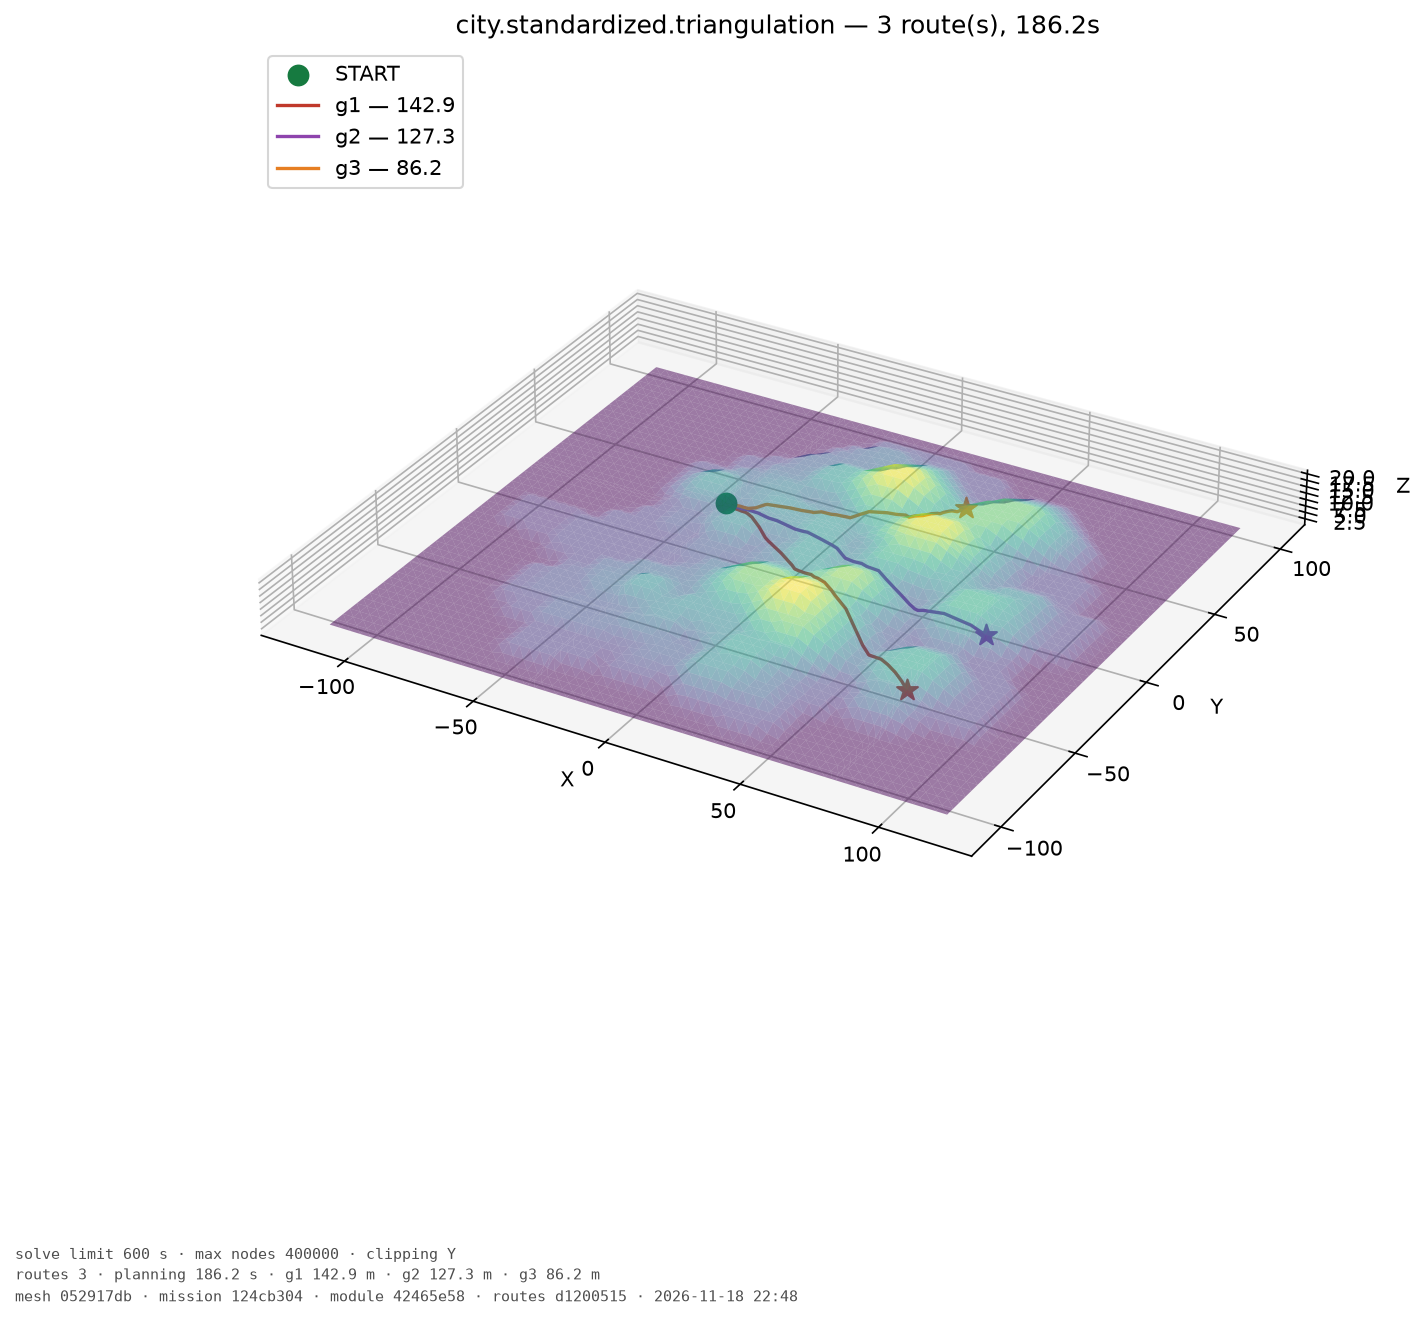 city.standardized.triangulation — 3 route(s), 186.2s
START
g1 — 142.9
g2 — 127.3
g3 — 86.2
20.0
Z
2.5
100
50
0
Y
−50
−100
−100
−50
0
X
50
100
solve limit 600 s · max nodes 400000 · clipping Y
routes 3 · planning 186.2 s · g1 142.9 m · g2 127.3 m · g3 86.2 m
mesh 052917db · mission 124cb304 · module 42465e58 · routes d1200515 · 2026-11-18 22:48